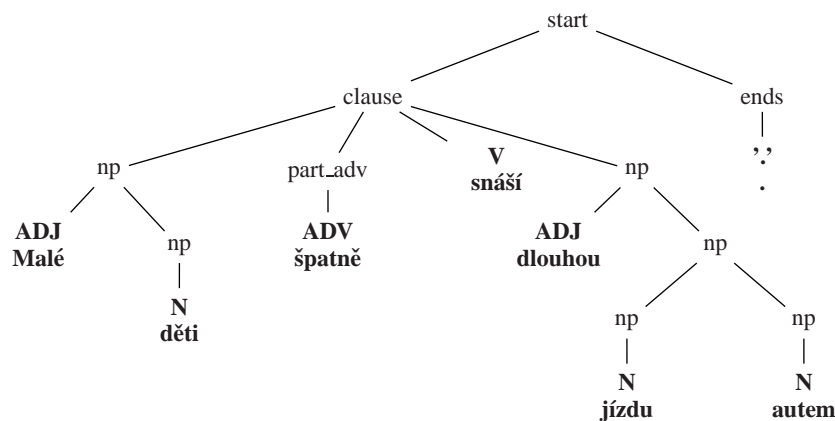 start
clause ends
np part_adv V snáší np '.' .
ADJ Malé np ADV špatně ADJ dlouhou np
N děti np np
N jízdu N autem